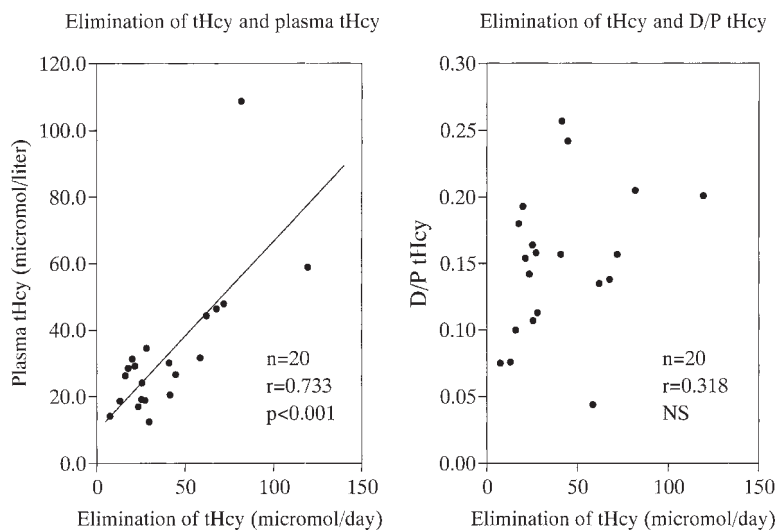 Elimination of tHcy and plasma tHcy
120.0
100.0
80.0
60.0
40.0
20.0
0.0
Plasma tHcy (micromol/liter)
n=20
r=0.733
p<0.001
0
50
100
150
Elimination of tHcy (micromol/day)
Elimination of tHcy and D/P tHcy
0.30
0.25
0.20
0.15
0.10
0.05
0.00
D/P tHcy
n=20
r=0.318
NS
0
50
100
150
Elimination of tHcy (micromol/day)